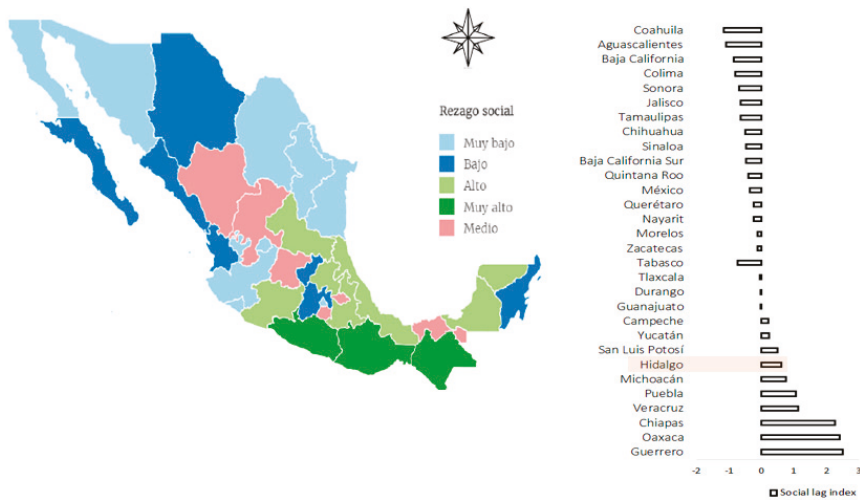 Rezago social
Muy bajo
Bajo
Alto
Muy alto
Medio
Coahuila
Aguascalientes
Baja California
Colima
Sonora
Jalisco
Tamaulipas
Chihuahua
Sinaloa
Baja California Sur
Quintana Roo
México
Querétaro
Nayarit
Morelos
Zacatecas
Tabasco
Tlaxcala
Durango
Guanajuato
Campeche
Yucatán
San Luis Potosí
Hidalgo
Michoacán
Puebla
Veracruz
Chiapas
Oaxaca
Guerrero
-2 -1 0 1 2 3
Social lag index